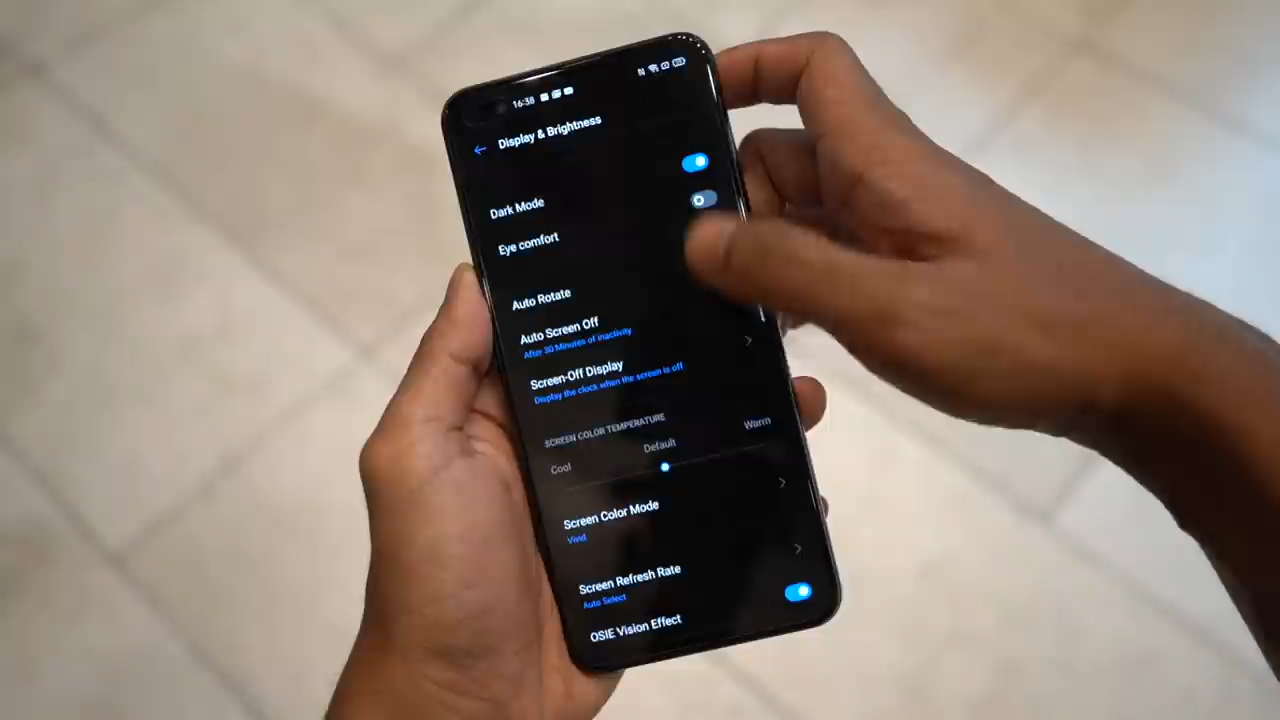 16:38
Display & Brightness
Dark Mode
Eye comfort
Auto Rotate
Auto Screen Off
After 30 Minutes of inactivity
Screen-Off Display
Display the clock when the screen is off
SCREEN COLOR TEMPERATURE
Cool
Default
Warm
Screen Color Mode
Vivid
Screen Refresh Rate
Auto Select
OSIE Vision Effect